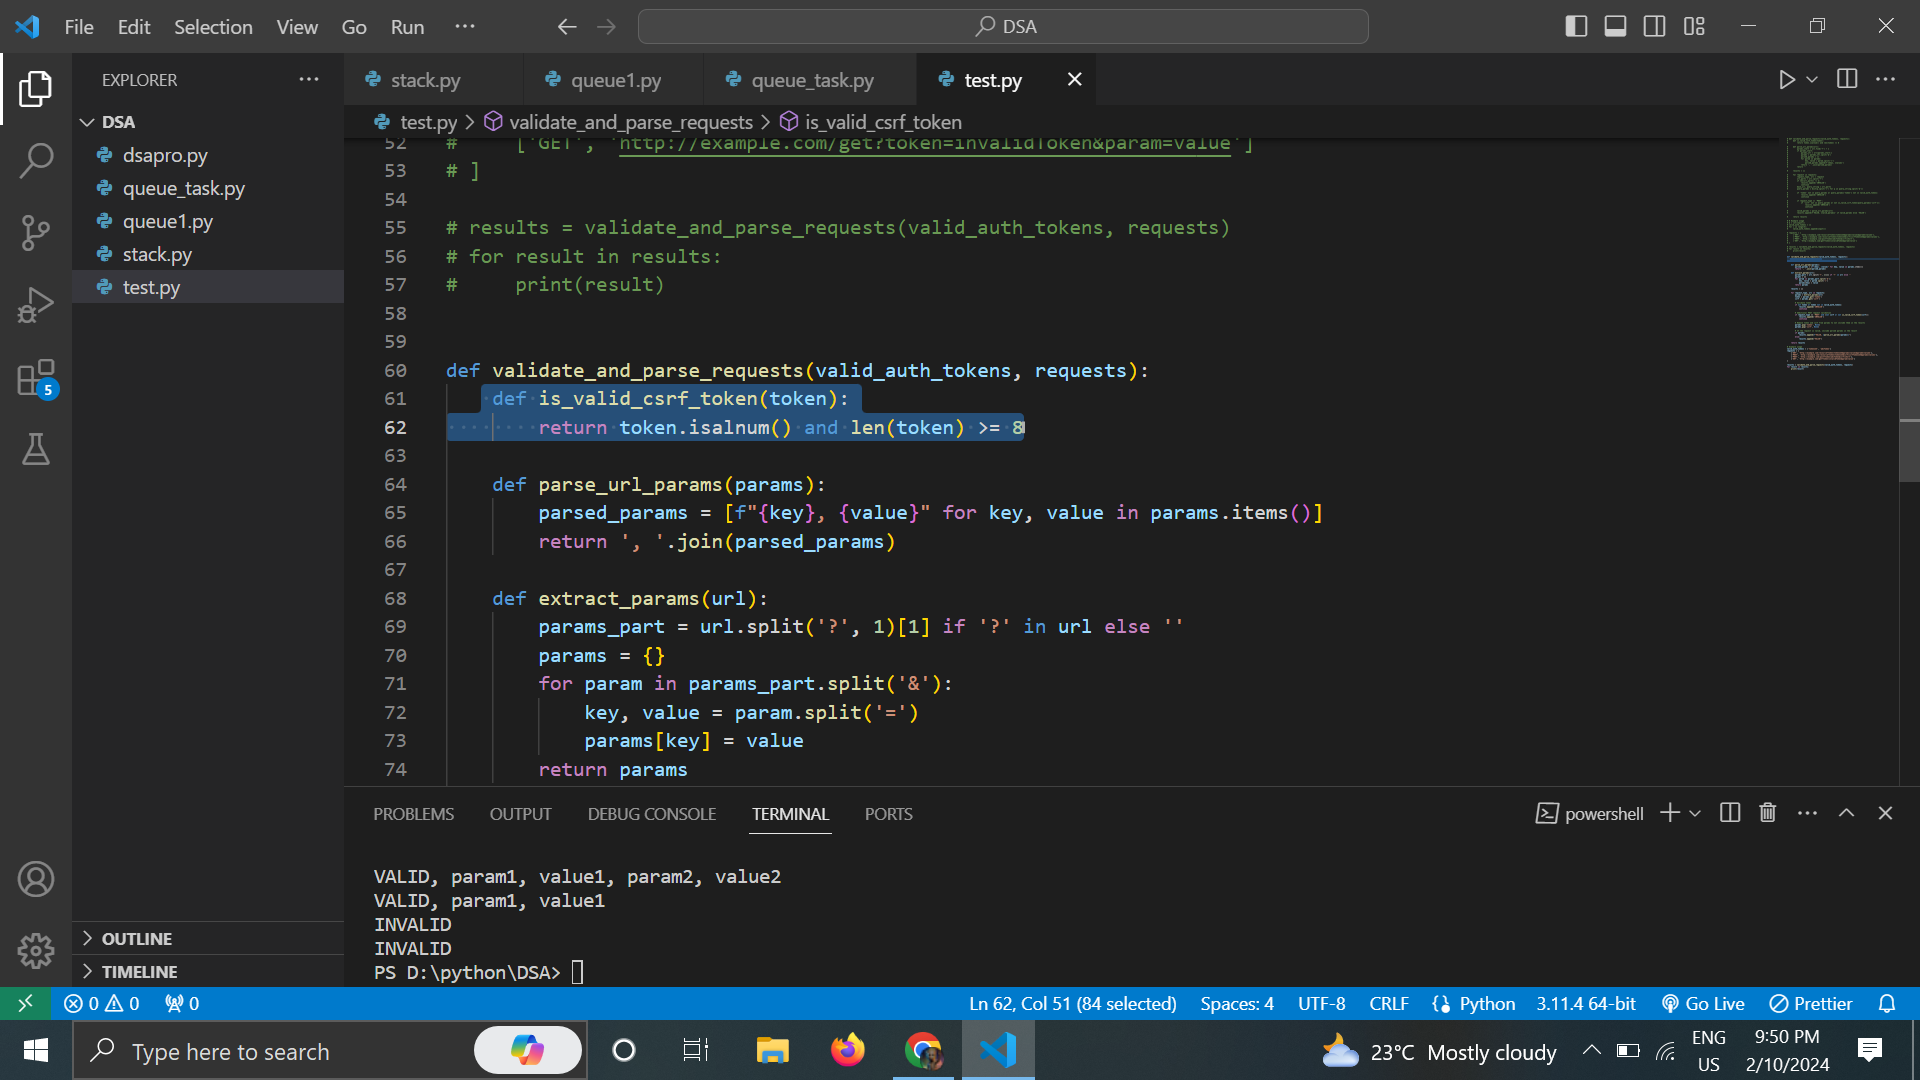 File Edit Selection View Go Run ··· DSA
EXPLORER ··· stack.py queue1.py queue_task.py test.py
DSA
dsapro.py
queue_task.py
queue1.py
stack.py
test.py
OUTLINE
TIMELINE
5
test.py > validate_and_parse_requests > is_valid_csrf_token
52 # ['GET', 'http://example.com/get?token=invalidToken&param=value']
53 # ]
54
55 # results = validate_and_parse_requests(valid_auth_tokens, requests)
56 # for result in results:
57 #     print(result)
58
59
60 def validate_and_parse_requests(valid_auth_tokens, requests):
61     def is_valid_csrf_token(token):
62         return token.isalnum() and len(token) >= 8
63
64     def parse_url_params(params):
65         parsed_params = [f"{key}, {value}" for key, value in params.items()]
66         return ', '.join(parsed_params)
67
68     def extract_params(url):
69         params_part = url.split('?', 1)[1] if '?' in url else ''
70         params = {}
71         for param in params_part.split('&'):
72             key, value = param.split('=')
73             params[key] = value
74         return params
PROBLEMS OUTPUT DEBUG CONSOLE TERMINAL PORTS powershell
VALID, param1, value1, param2, value2
VALID, param1, value1
INVALID
INVALID
PS D:\python\DSA>
0 0 0 Ln 62, Col 51 (84 selected) Spaces: 4 UTF-8 CRLF Python 3.11.4 64-bit Go Live Prettier
Type here to search 23°C Mostly cloudy ENG US 9:50 PM 2/10/2024